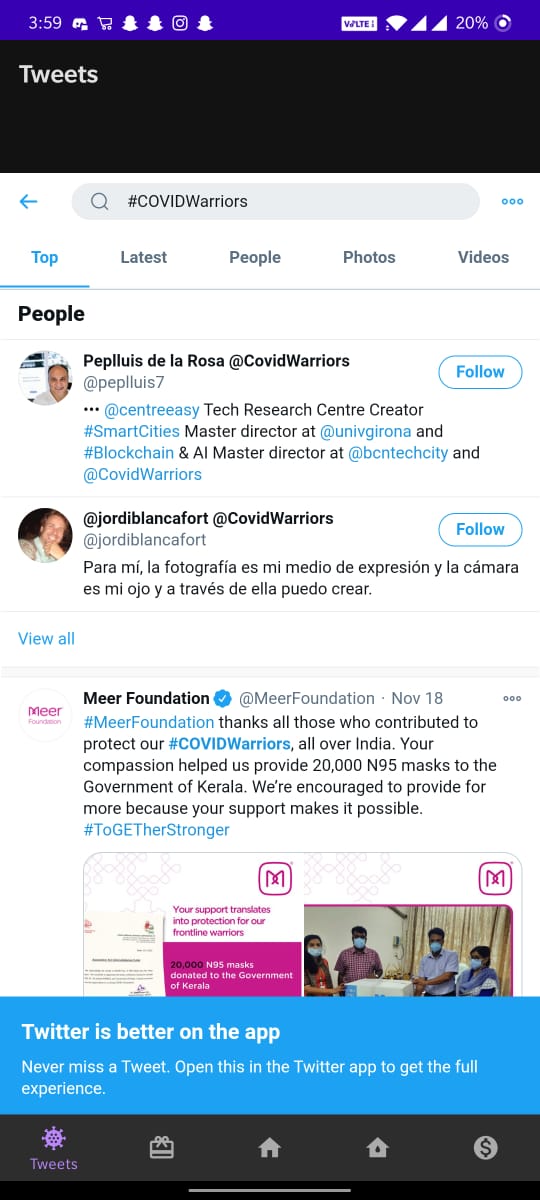 3:59
VoLTE
20%
Tweets
#COVIDWarriors
Top Latest People Photos Videos
People
Peplluis de la Rosa @CovidWarriors
@peplluis7
Follow
••• @centreeasy Tech Research Centre Creator
#SmartCities Master director at @univgirona and
#Blockchain & AI Master director at @bcntechcity and
@CovidWarriors
@jordiblancafort @CovidWarriors
@jordiblancafort
Follow
Para mí, la fotografía es mi medio de expresión y la cámara
es mi ojo y a través de ella puedo crear.
View all
Meer
Foundation
Meer Foundation @MeerFoundation · Nov 18
#MeerFoundation thanks all those who contributed to
protect our #COVIDWarriors, all over India. Your
compassion helped us provide 20,000 N95 masks to the
Government of Kerala. We’re encouraged to provide for
more because your support makes it possible.
#ToGETherStronger
Your support translates
into protection for our
frontline warriors
20,000 N95 masks
donated to the Government
of Kerala
Twitter is better on the app
Never miss a Tweet. Open this in the Twitter app to get the full
experience.
Tweets